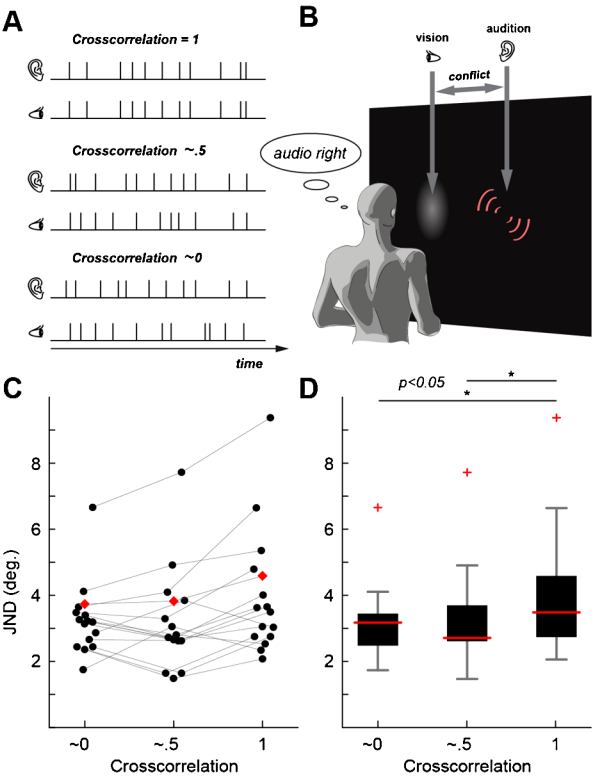 A
Crosscorrelation = 1
Crosscorrelation ~.5
Crosscorrelation ~0
time
B
vision
audition
conflict
audio right
C
JND (deg.)
8
6
4
2
~0 ~.5 1
Crosscorrelation
D
p<0.05
*
*
8
6
4
2
~0 ~.5 1
Crosscorrelation